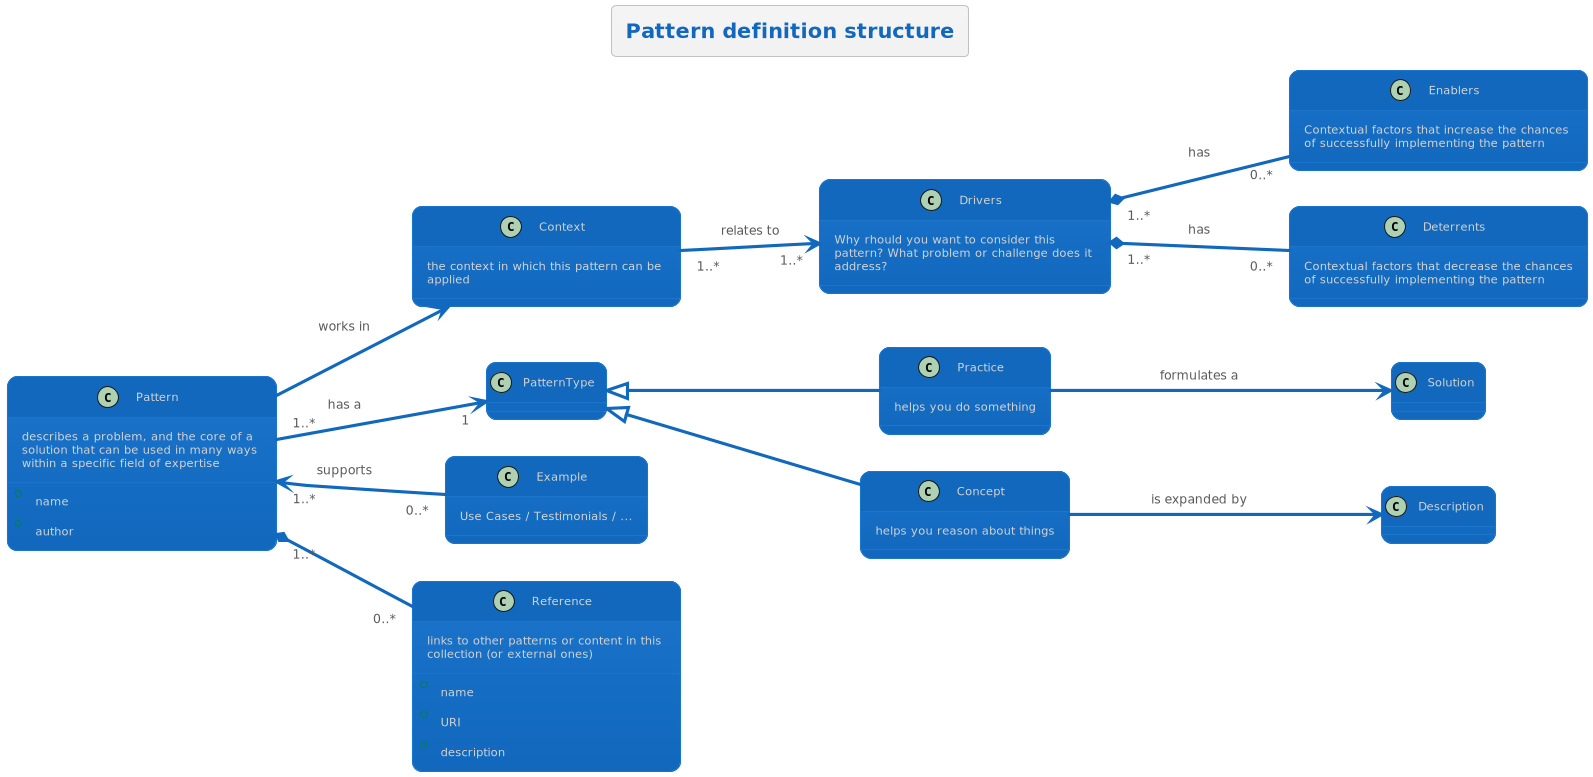 Pattern definition structure
C Enablers
Contextual factors that increase the chances
of successfully implementing the pattern
has
0..*
1..*
C Drivers
Why rhould you want to consider this
pattern? What problem or challenge does it
address?
C Context
the context in which this pattern can be
applied
relates to
1..*
1..*
has
1..*
0..*
C Deterrents
Contextual factors that decrease the chances
of successfully implementing the pattern
works in
C Pattern
describes a problem, and the core of a
solution that can be used in many ways
within a specific field of expertise
name
author
has a
1..*
1
C PatternType
C Practice
helps you do something
formulates a
C Solution
supports
1..*
0..*
C Example
Use Cases / Testimonials / ...
C Concept
helps you reason about things
is expanded by
C Description
1..*
0..*
C Reference
links to other patterns or content in this
collection (or external ones)
name
URI
description